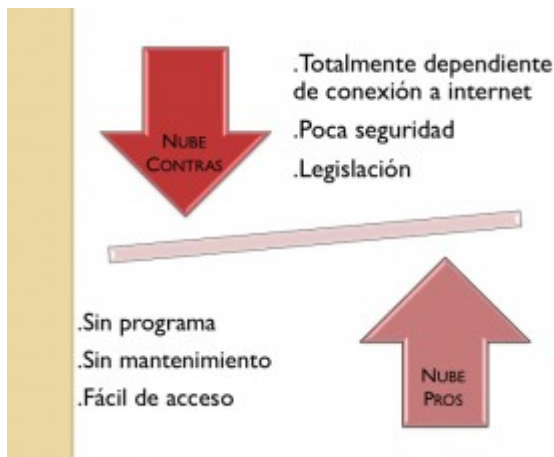 .Totalmente dependiente
de conexión a internet
.Poca seguridad
.Legislación
NUBE
CONTRAS
.Sin programa
.Sin mantenimiento
.Fácil de acceso
NUBE
PROS